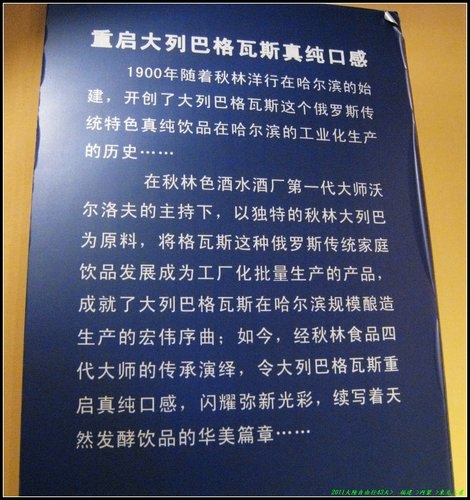 重启大列巴格瓦斯真纯口感
1900年随着秋林洋行在哈尔滨的始
建，开创了大列巴格瓦斯这个俄罗斯传
统特色真纯饮品在哈尔滨的工业化生产
的历史……
在秋林色酒水酒厂第一代大师沃
尔洛夫的主持下，以独特的秋林大列巴
为原料，将格瓦斯这种俄罗斯传统家庭
饮品发展成为工厂化批量生产的产品，
成就了大列巴格瓦斯在哈尔滨规模酿造
生产的宏伟序曲；如今，经秋林食品四
代大师的传承演绎，令大列巴格瓦斯重
启真纯口感，闪耀弥新光彩，续写着天
然发酵饮品的华美篇章……